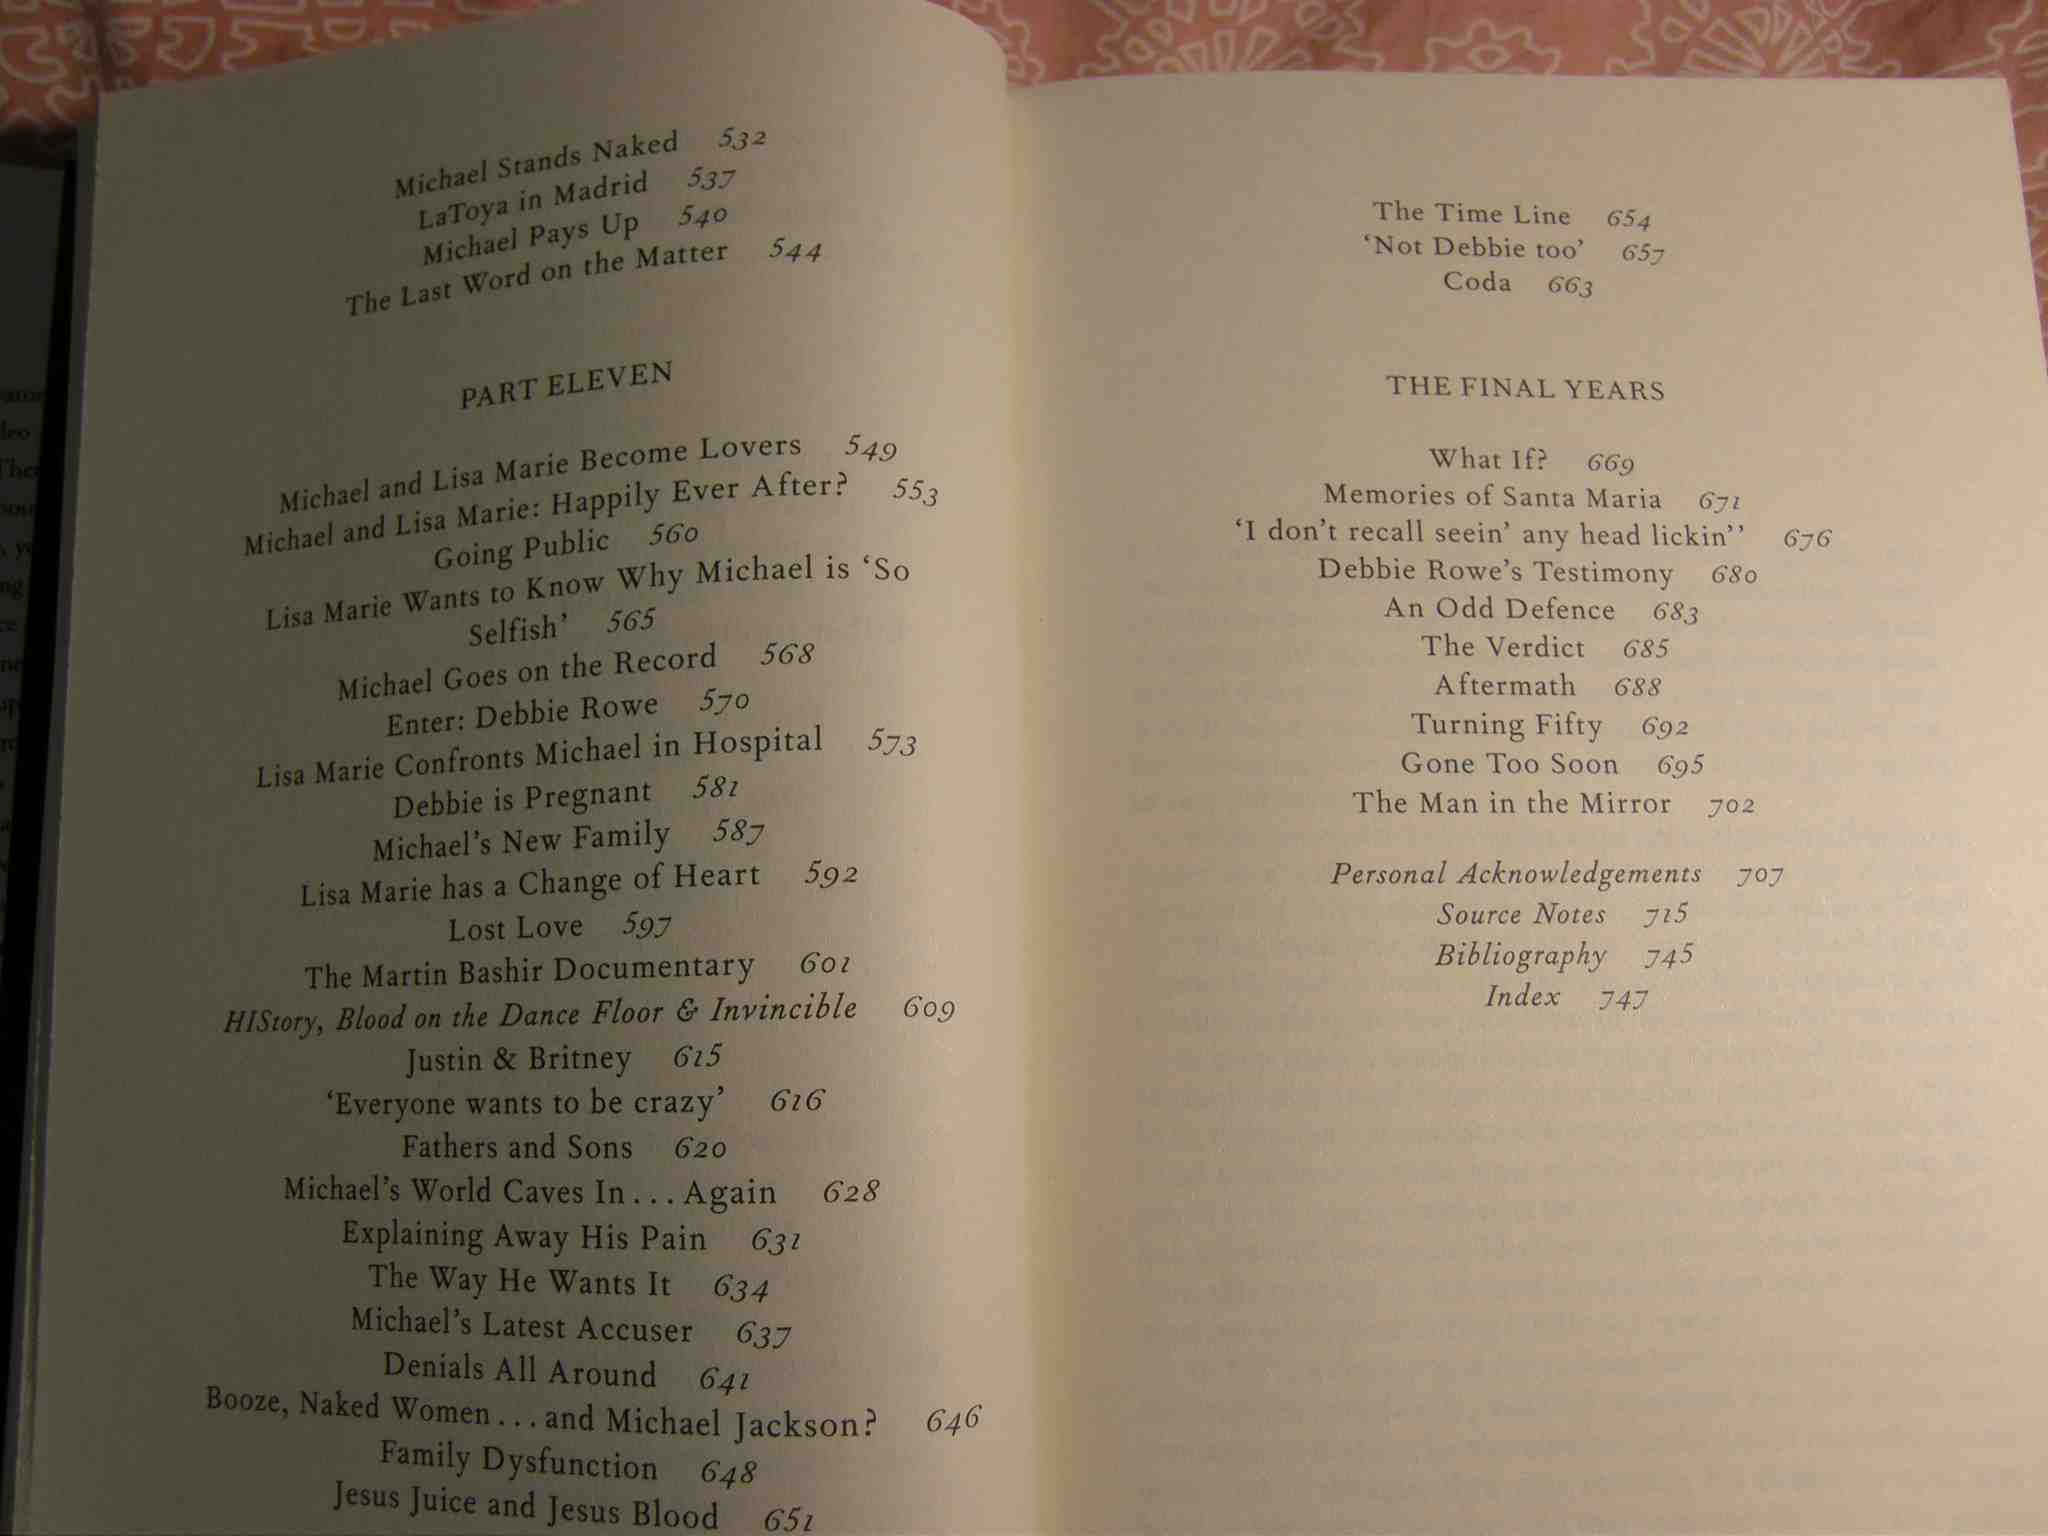 Michael Stands Naked 532
LaToya in Madrid 537
Michael Pays Up 540
The Last Word on the Matter 544
PART ELEVEN
Michael and Lisa Marie Become Lovers 549
Michael and Lisa Marie: Happily Ever After? 553
Going Public 560
Lisa Marie Wants to Know Why Michael is ‘So
Selfish’ 565
Michael Goes on the Record 568
Enter: Debbie Rowe 570
Lisa Marie Confronts Michael in Hospital 573
Debbie is Pregnant 581
Michael’s New Family 587
Lisa Marie has a Change of Heart 592
Lost Love 597
The Martin Bashir Documentary 601
HIStory, Blood on the Dance Floor & Invincible 609
Justin & Britney 615
‘Everyone wants to be crazy’ 616
Fathers and Sons 620
Michael’s World Caves In... Again 628
Explaining Away His Pain 631
The Way He Wants It 634
Michael’s Latest Accuser 637
Denials All Around 641
Booze, Naked Women... and Michael Jackson? 646
Family Dysfunction 648
Jesus Juice and Jesus Blood 651
The Time Line 654
‘Not Debbie too’ 657
Coda 663
THE FINAL YEARS
What If? 669
Memories of Santa Maria 671
‘I don’t recall seein’ any head lickin’’ 676
Debbie Rowe’s Testimony 680
An Odd Defence 683
The Verdict 685
Aftermath 688
Turning Fifty 692
Gone Too Soon 695
The Man in the Mirror 702
Personal Acknowledgements 707
Source Notes 715
Bibliography 745
Index 747